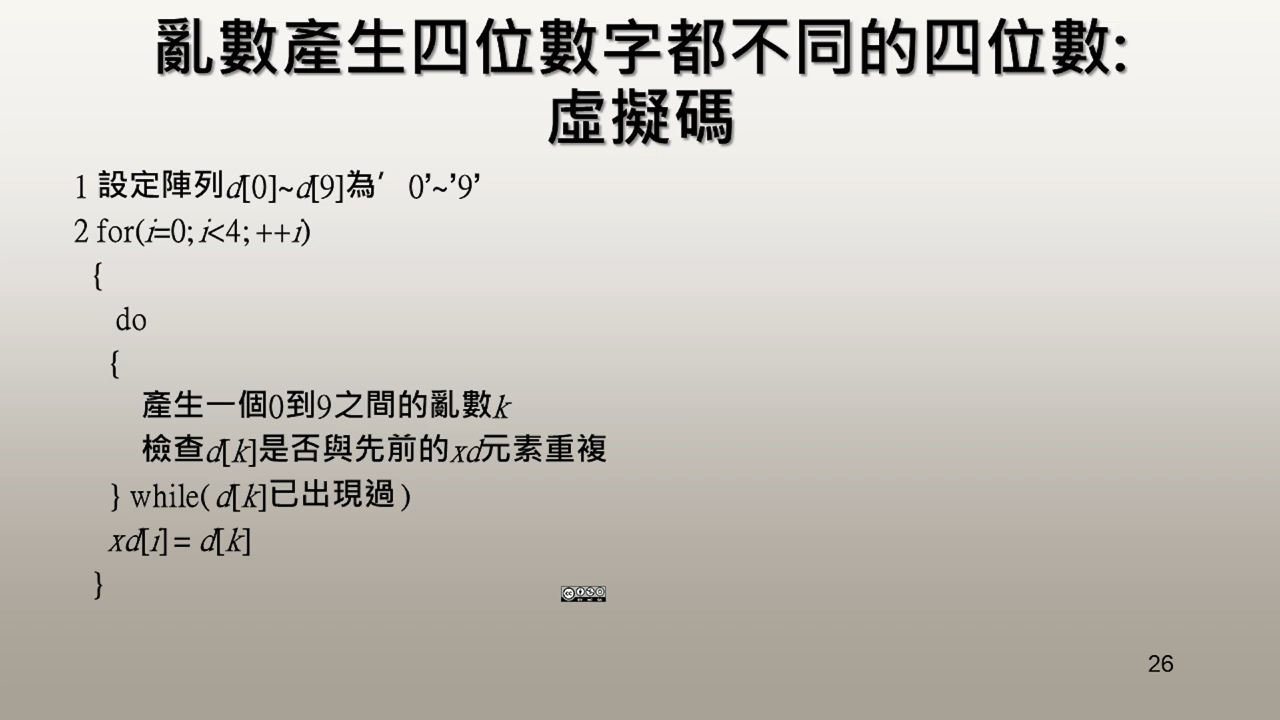 亂數產生四位數字都不同的四位數:
虛擬碼
1 設定陣列d[0]~d[9]為′ 0’~’9’
2 for(i=0; i<4; ++i)
{
do
{
產生一個0到9之間的亂數k
檢查d[k]是否與先前的xd元素重複
} while( d[k]已出現過 )
xd[i] = d[k]
}
26